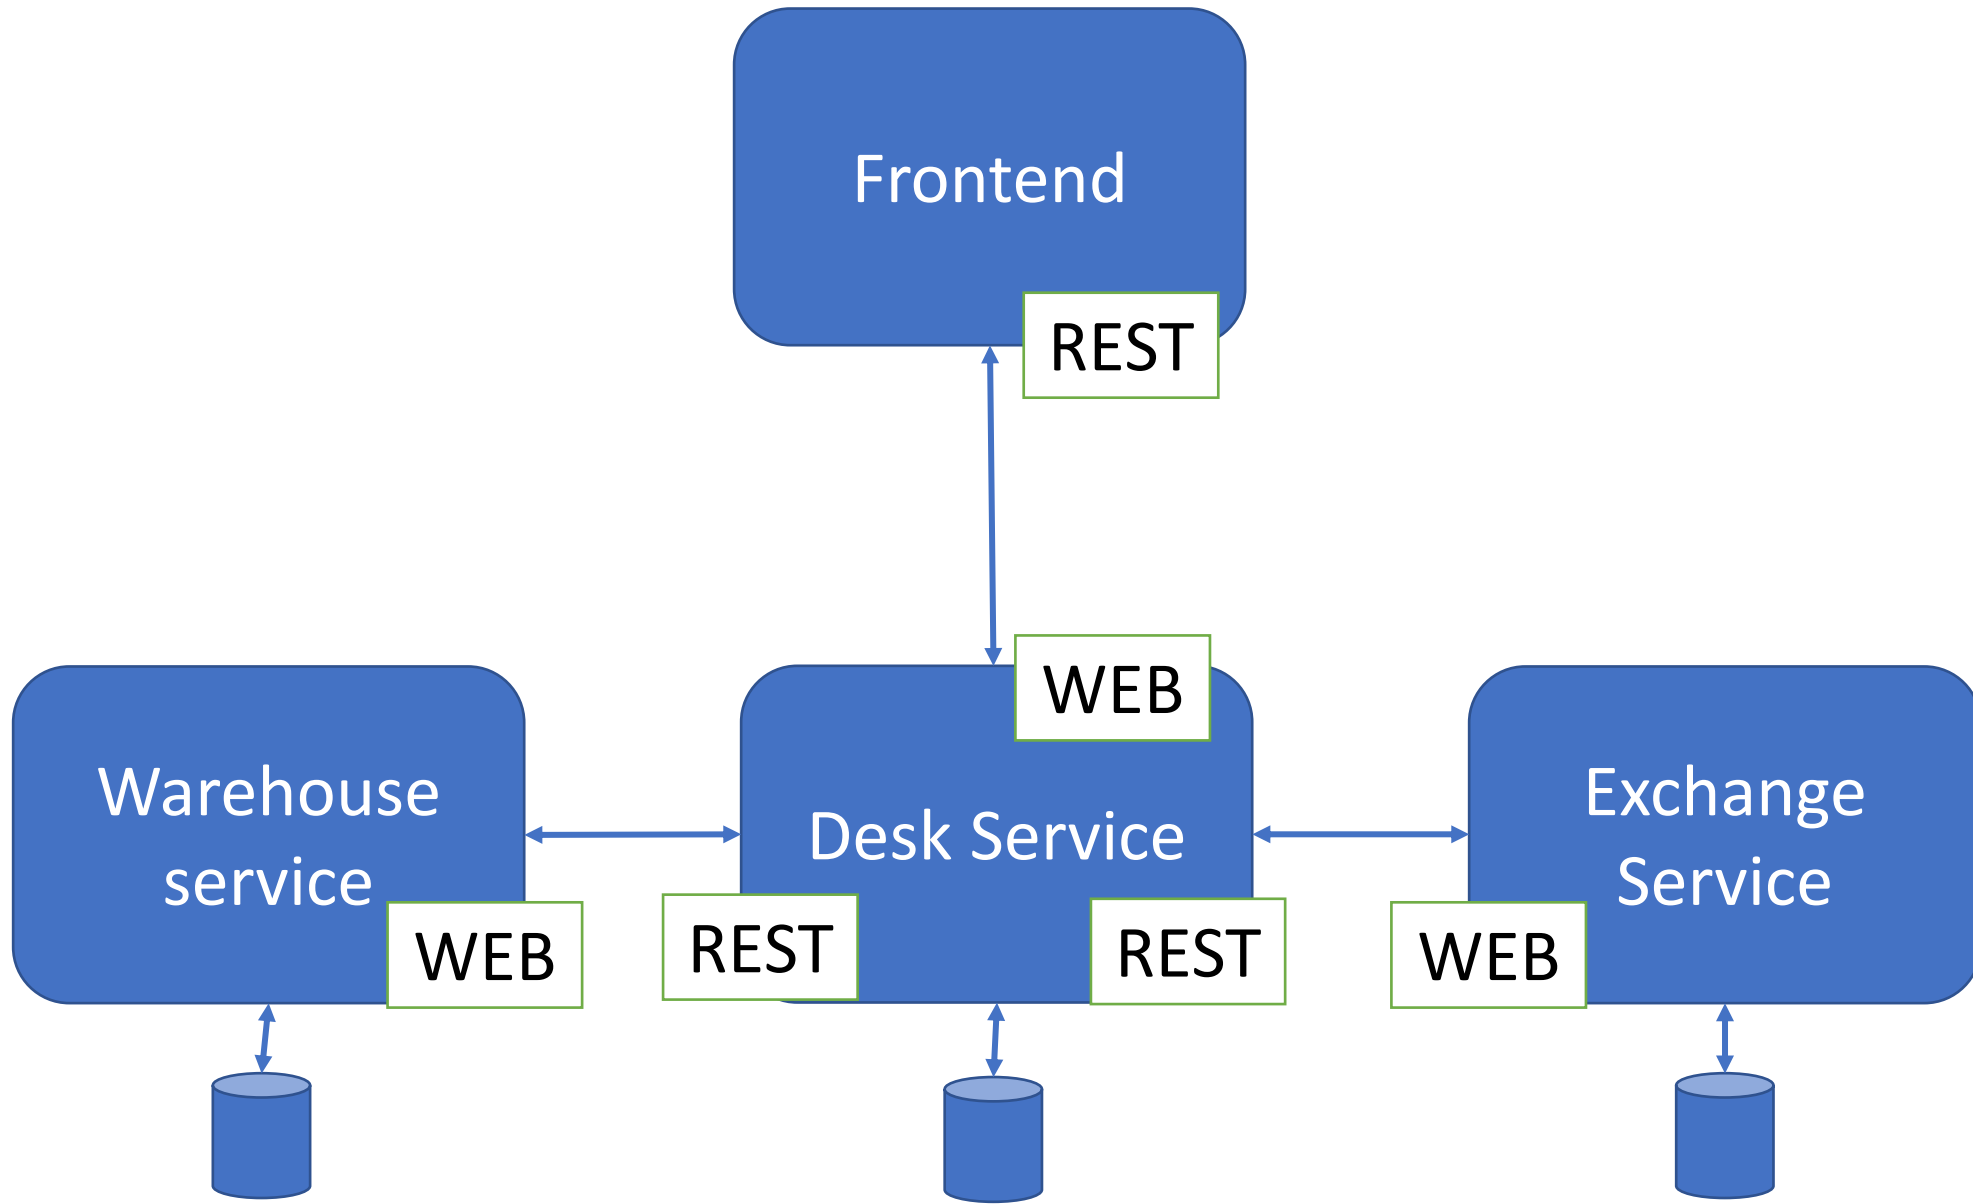 Frontend
REST
WEB
Warehouse
service
WEB
Desk Service
REST
REST
Exchange
Service
WEB